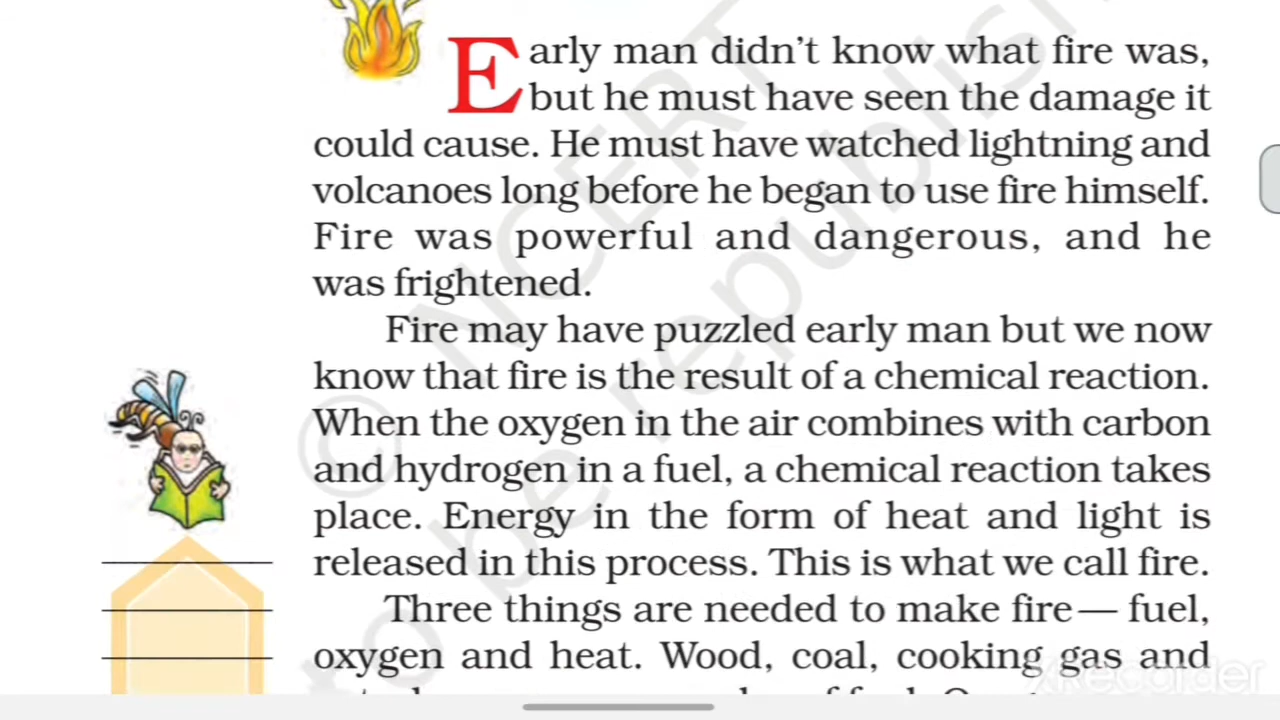 Early man didn't know what fire was,
but he must have seen the damage it
could cause. He must have watched lightning and
volcanoes long before he began to use fire himself.
Fire was powerful and dangerous, and he
was frightened.
Fire may have puzzled early man but we now
know that fire is the result of a chemical reaction.
When the oxygen in the air combines with carbon
and hydrogen in a fuel, a chemical reaction takes
place. Energy in the form of heat and light is
released in this process. This is what we call fire.
Three things are needed to make fire— fuel,
oxygen and heat. Wood, coal, cooking gas and
© NCERT
to be republish
XRecorder